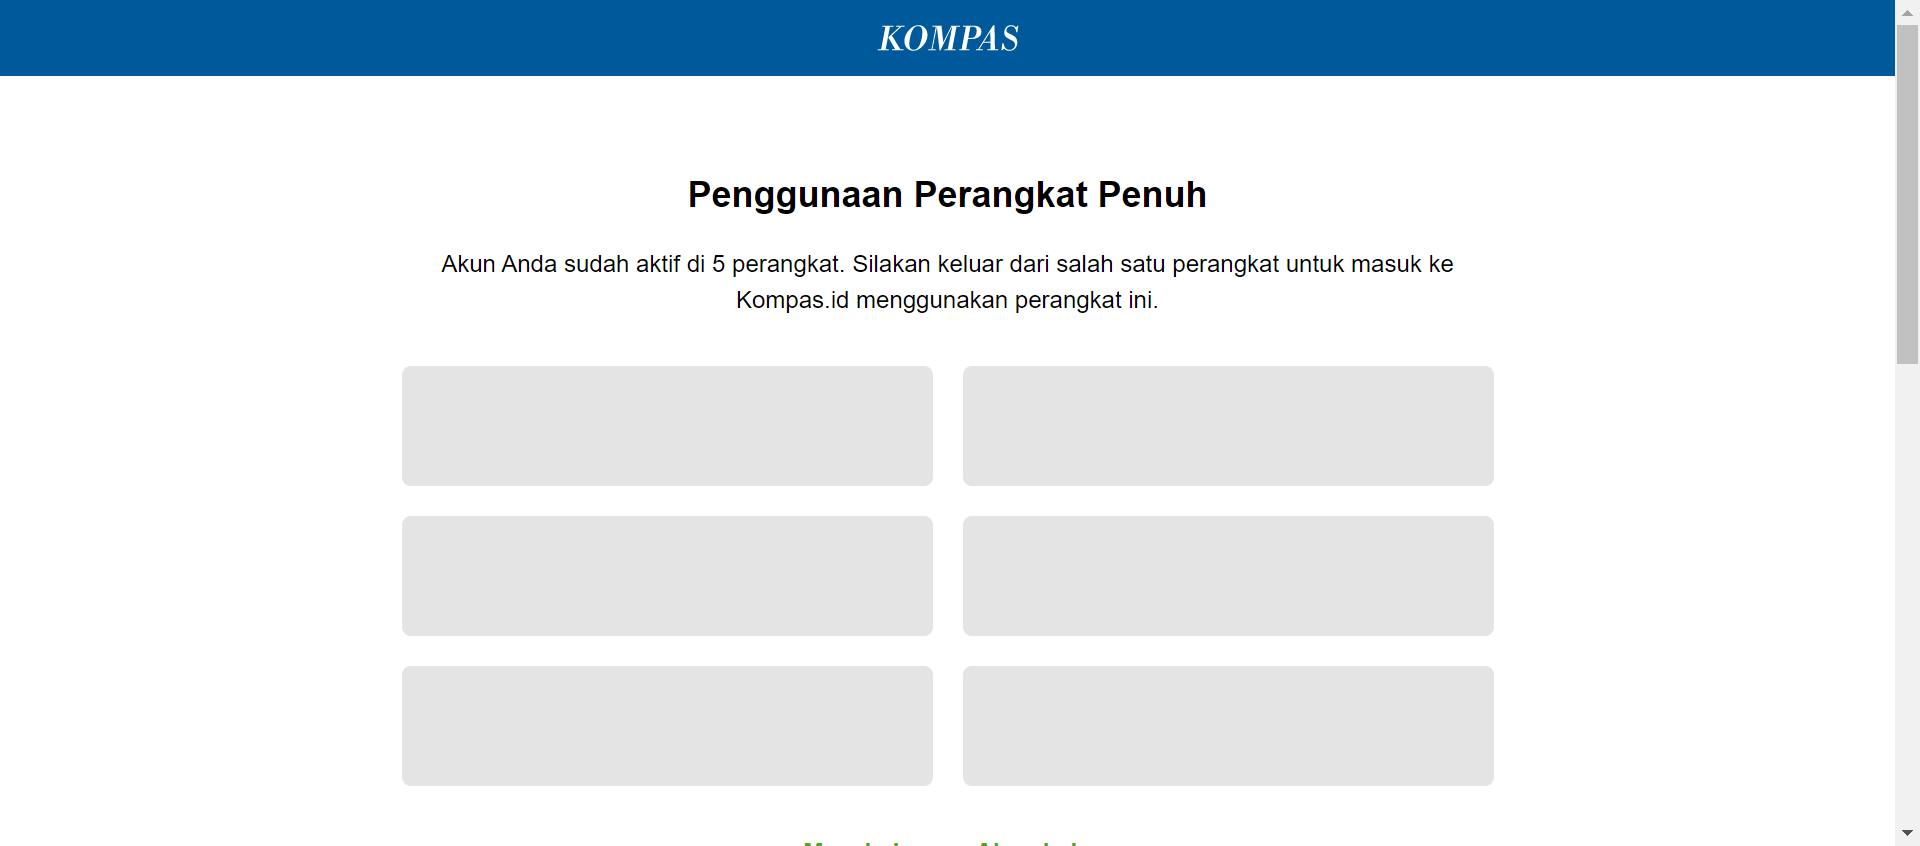 KOMPAS
Penggunaan Perangkat Penuh
Akun Anda sudah aktif di 5 perangkat. Silakan keluar dari salah satu perangkat untuk masuk ke
Kompas.id menggunakan perangkat ini.